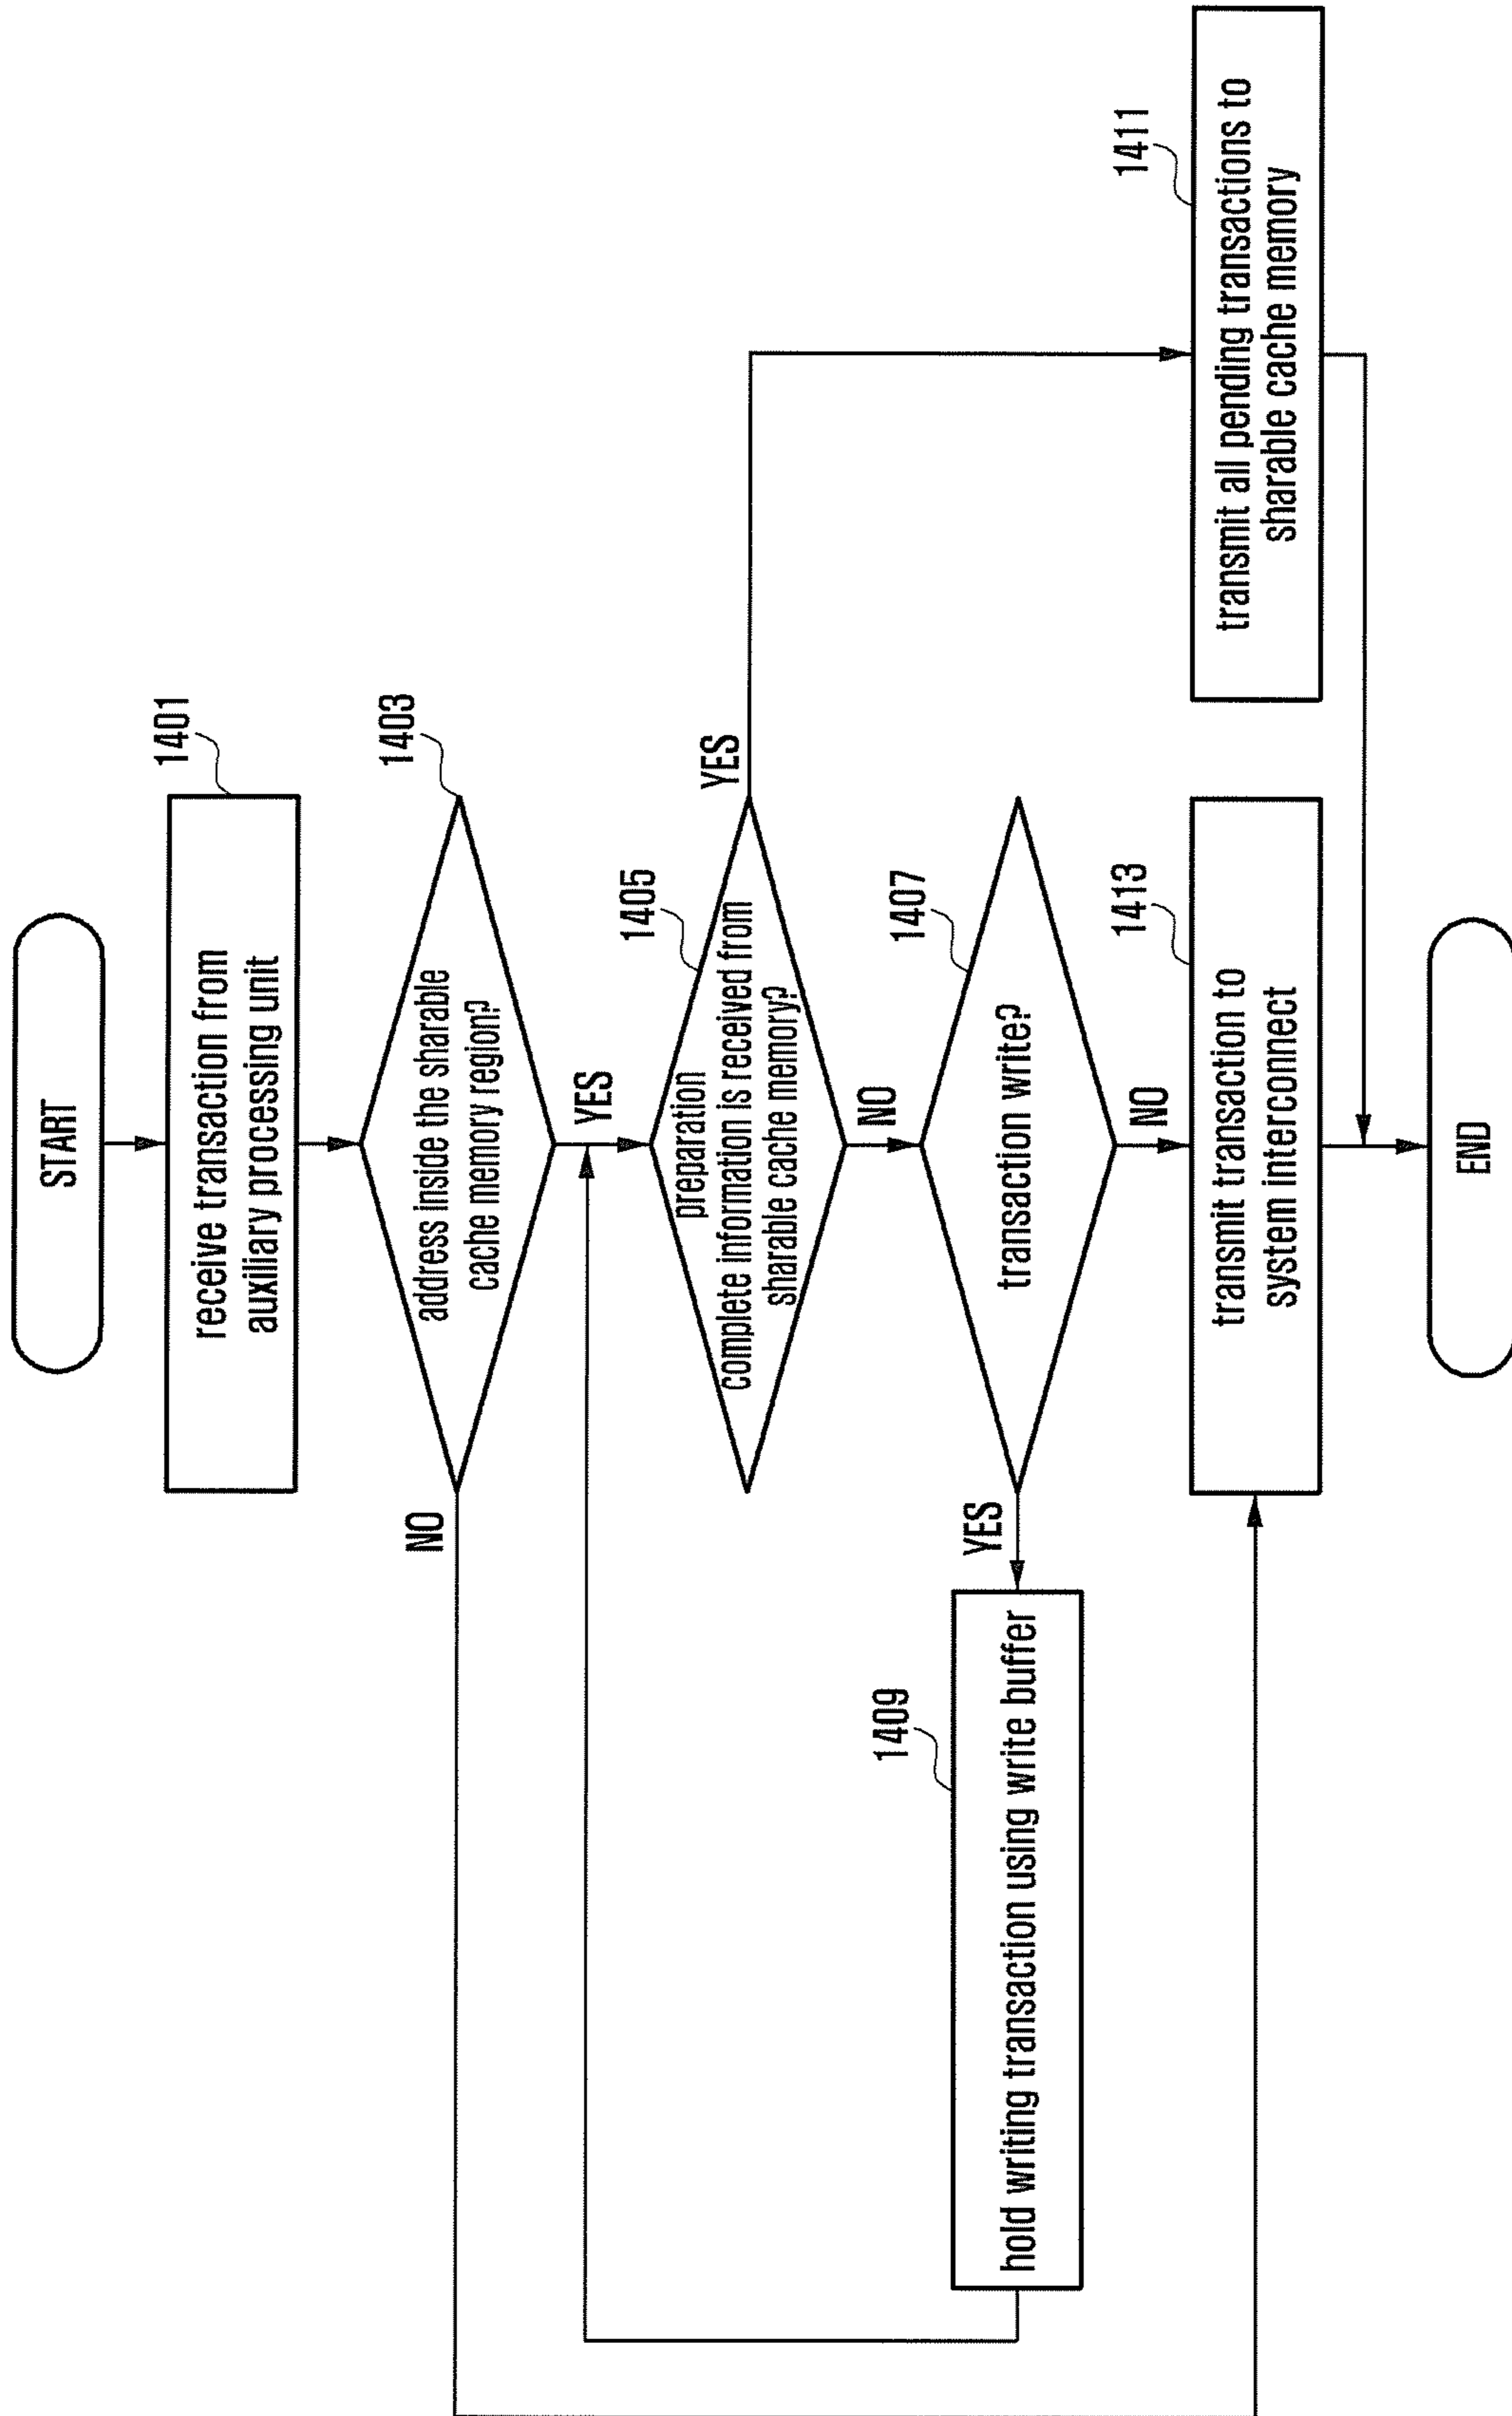 START
1401
receive transaction from
auxiliary processing unit
1403
address inside the sharable
cache memory region?
NO
YES
1405
preparation
complete information is received from
sharable cache memory?
YES
NO
1407
transaction write?
YES
NO
1409
hold writing transaction using write buffer
1411
transmit all pending transactions to
sharable cache memory
1413
transmit transaction to
system interconnect
END